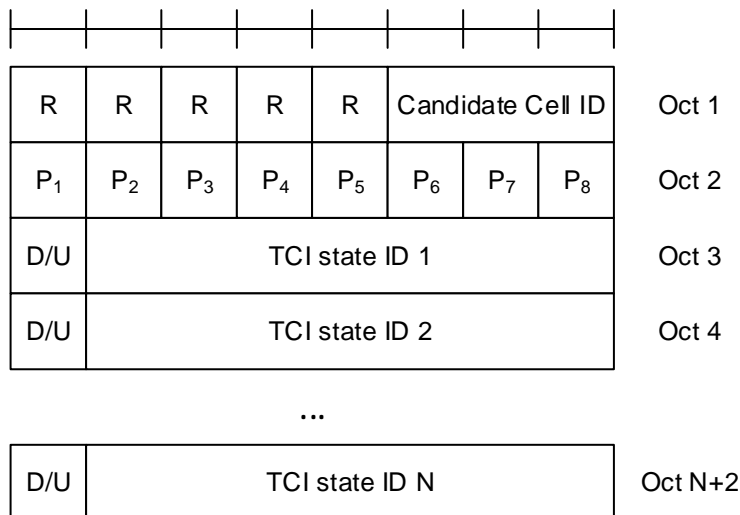 R R R R R Candidate Cell ID Oct 1
P₁ P₂ P₃ P₄ P₅ P₆ P₇ P₈ Oct 2
D/U TCI state ID 1 Oct 3
D/U TCI state ID 2 Oct 4
...
D/U TCI state ID N Oct N+2